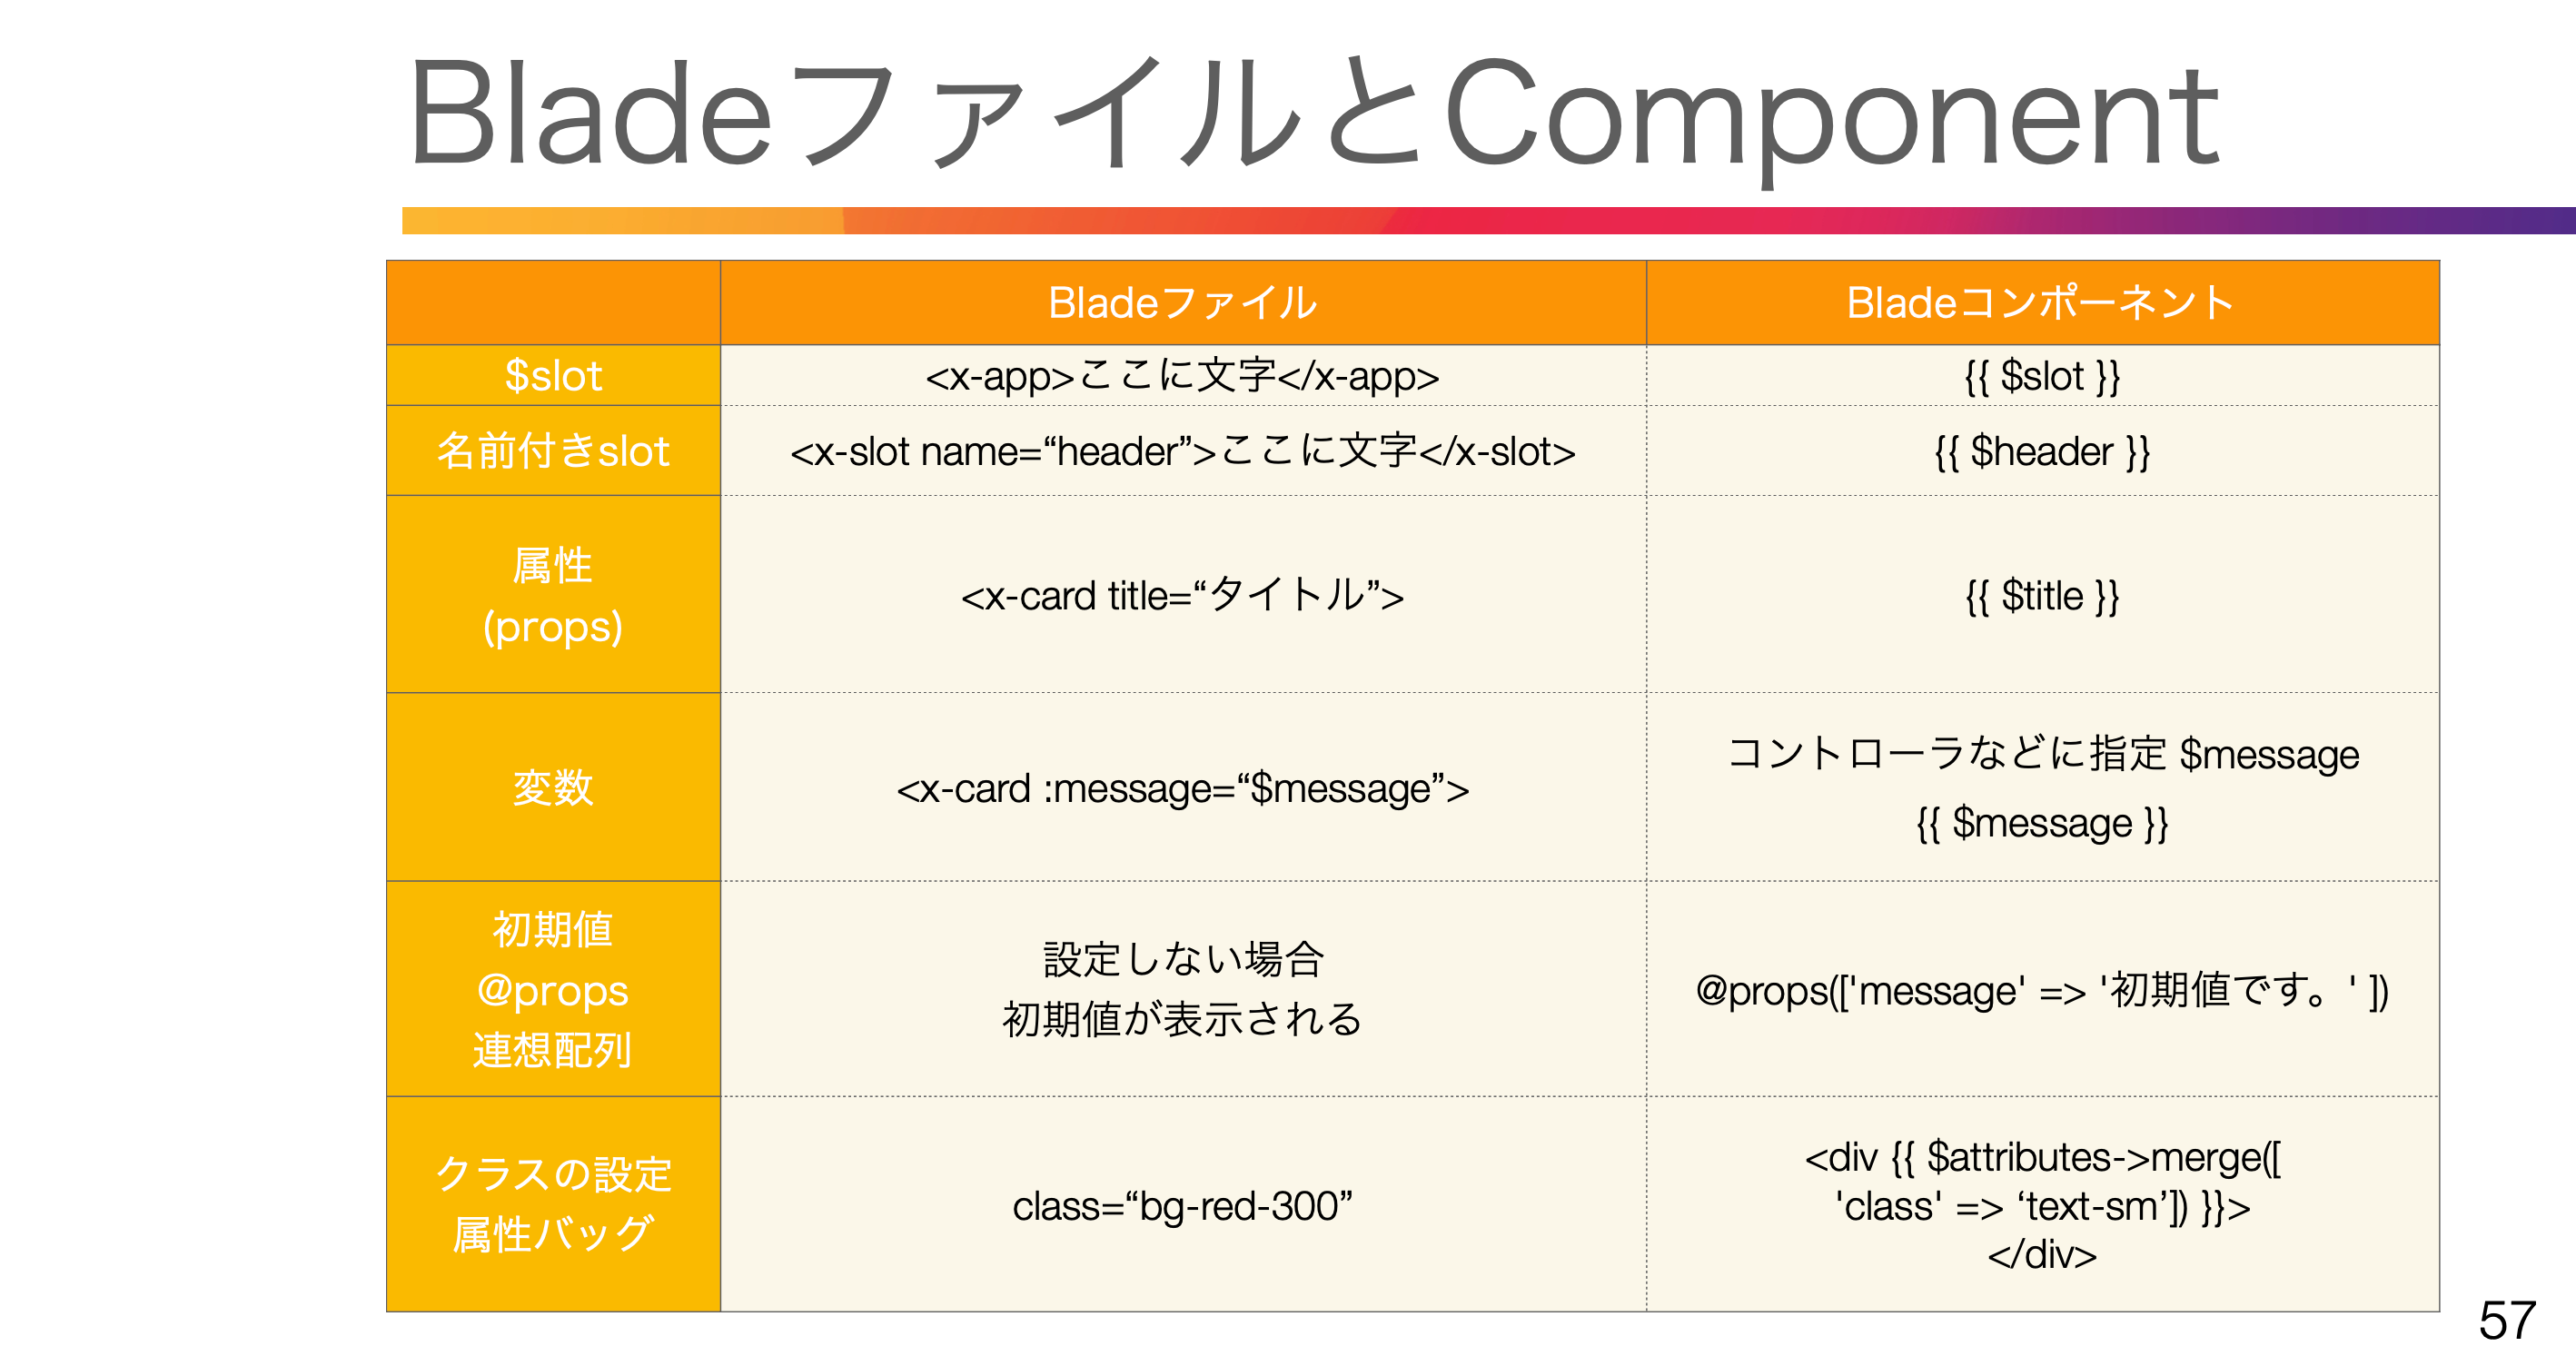 BladeファイルとComponent
Bladeファイル
Bladeコンポーネント
$slot
<x-app>ここに文字</x-app>
{{ $slot }}
名前付きslot
<x-slot name=“header”>ここに文字</x-slot>
{{ $header }}
属性
(props)
<x-card title=“タイトル”>
{{ $title }}
変数
<x-card :message=“$message”>
コントローラなどに指定 $message
{{ $message }}
初期値
@props
連想配列
設定しない場合
初期値が表示される
@props(['message' => '初期値です。' ])
クラスの設定
属性バッグ
class=“bg-red-300”
<div {{ $attributes->merge([
'class' => ‘text-sm’]) }}>
</div>
57